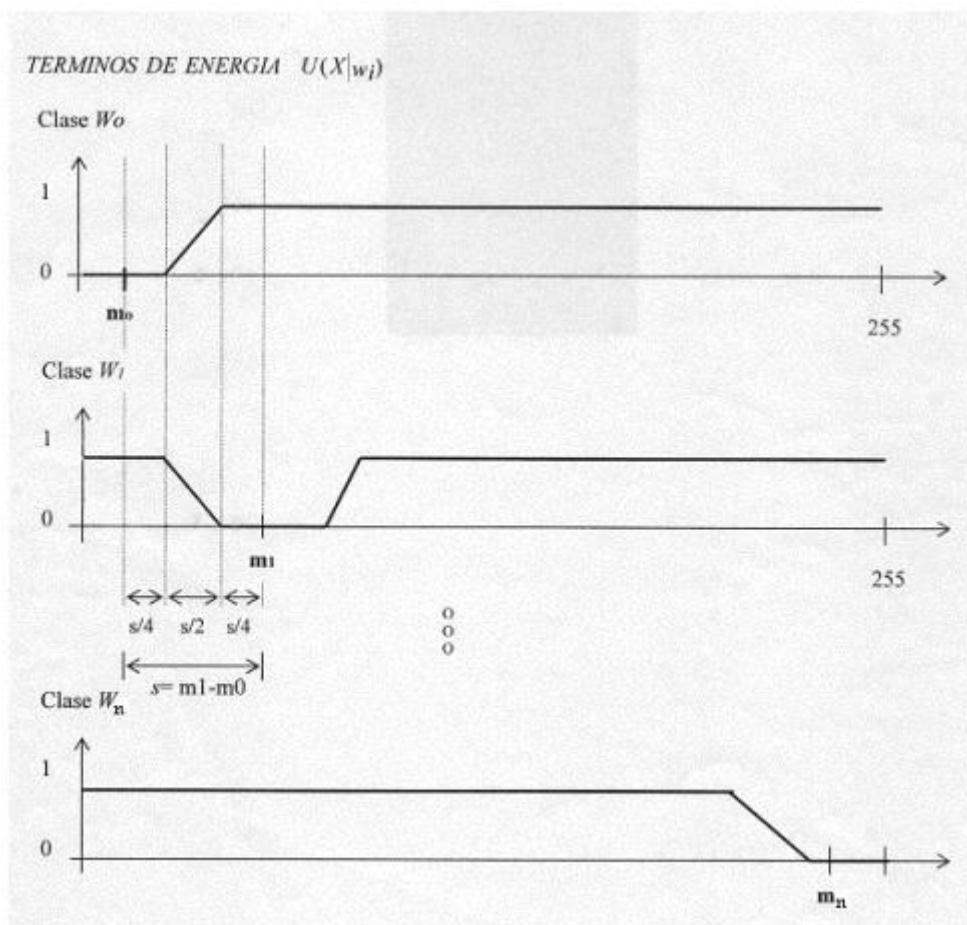 TERMINOS DE ENERGIA U(X|wi)
Clase Wo
1
0
mo
255
Clase W1
1
0
m1
255
s/4 s/2 s/4
s= m1-m0
Clase Wn
1
0
mn